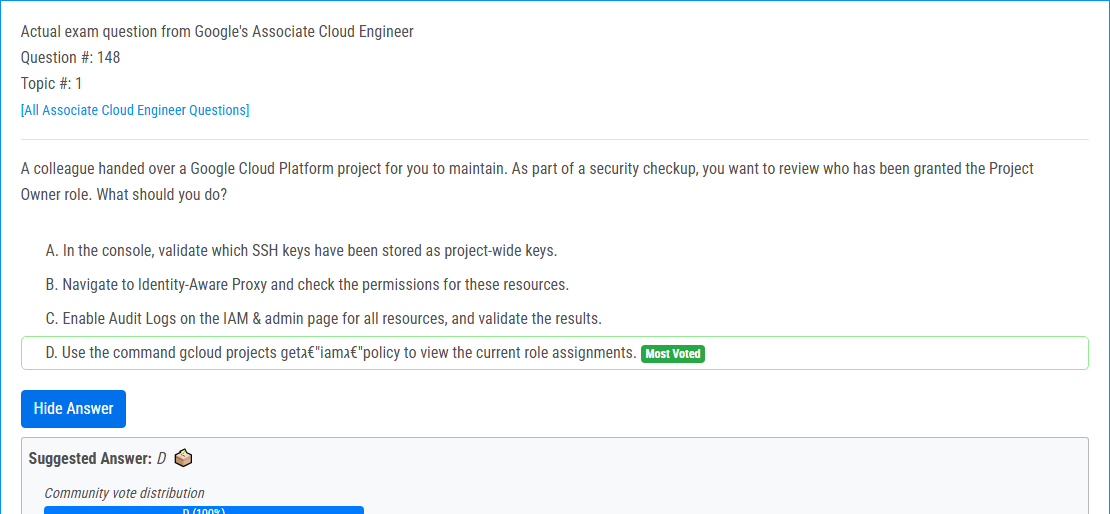 Actual exam question from Google's Associate Cloud Engineer
Question #: 148
Topic #: 1
[All Associate Cloud Engineer Questions]
A colleague handed over a Google Cloud Platform project for you to maintain. As part of a security checkup, you want to review who has been granted the Project
Owner role. What should you do?
A. In the console, validate which SSH keys have been stored as project-wide keys.
B. Navigate to Identity-Aware Proxy and check the permissions for these resources.
C. Enable Audit Logs on the IAM & admin page for all resources, and validate the results.
D. Use the command gcloud projects getג€"iamג€"policy to view the current role assignments. Most Voted
Hide Answer
Suggested Answer: D
Community vote distribution
D (100%)